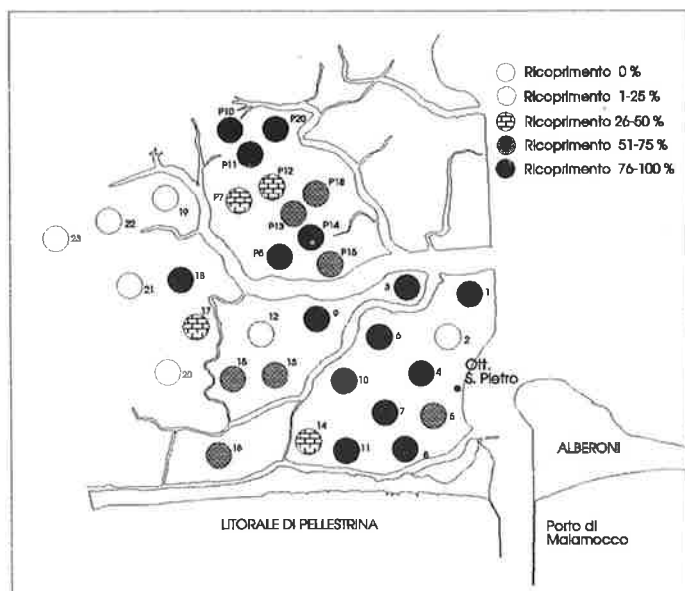 Ricoprimento 0 %
Ricoprimento 1-25 %
Ricoprimento 26-50 %
Ricoprimento 51-75 %
Ricoprimento 76-100 %
P10
P20
P11
P12
P7
P18
P13
P14
P6
P15
19
22
23
21
18
17
20
3
1
9
12
6
2
15
15
10
4
Ott.
S. Pietro
7
5
14
16
11
8
ALBERONI
LITORALE DI PELLESTRINA
Porto di
Malamocco